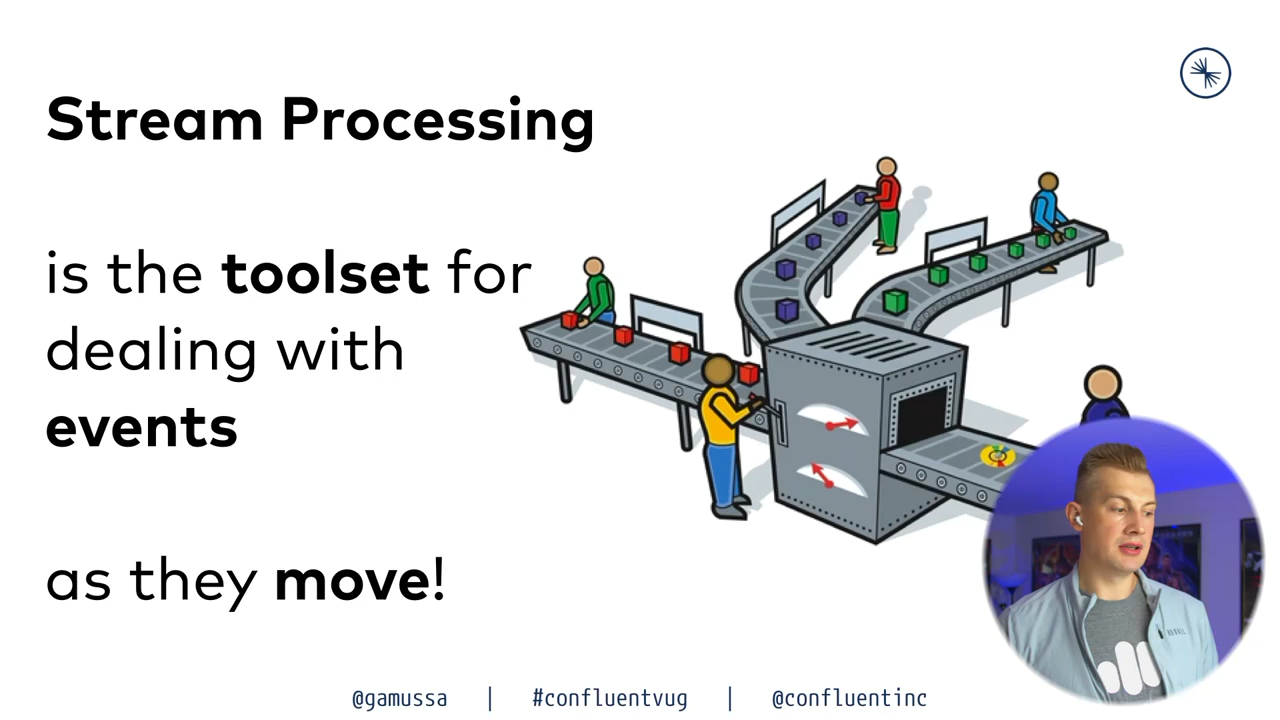 Stream Processing
is the toolset for
dealing with
events
as they move!
@gamussa | #confluentvug | @confluentinc